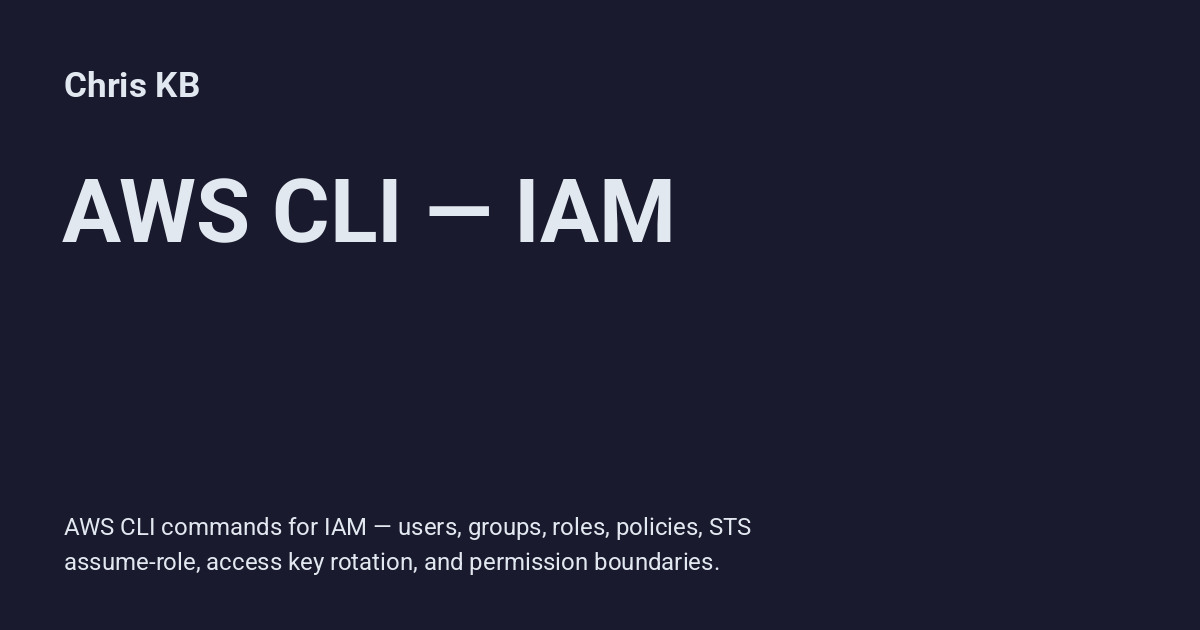 Chris KB
AWS CLI — IAM
AWS CLI commands for IAM — users, groups, roles, policies, STS
assume-role, access key rotation, and permission boundaries.